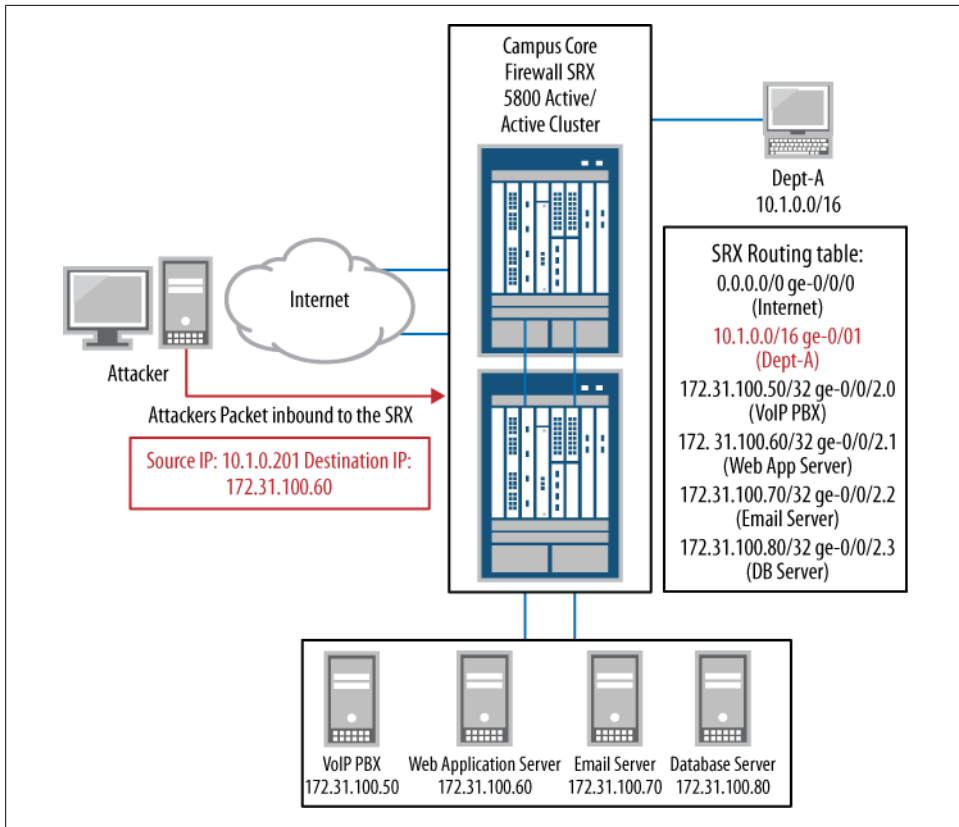 Campus Core
Firewall SRX
5800 Active/
Active Cluster
Dept-A
10.1.0.0/16
Internet
Attacker
Attackers Packet inbound to the SRX
Source IP: 10.1.0.201 Destination IP:
172.31.100.60
SRX Routing table:
0.0.0.0/0 ge-0/0/0
(Internet)
10.1.0.0/16 ge-0/01
(Dept-A)
172.31.100.50/32 ge-0/0/2.0
(VoIP PBX)
172. 31.100.60/32 ge-0/0/2.1
(Web App Server)
172.31.100.70/32 ge-0/0/2.2
(Email Server)
172.31.100.80/32 ge-0/0/2.3
(DB Server)
VoIP PBX
172.31.100.50
Web Application Server
172.31.100.60
Email Server
172.31.100.70
Database Server
172.31.100.80